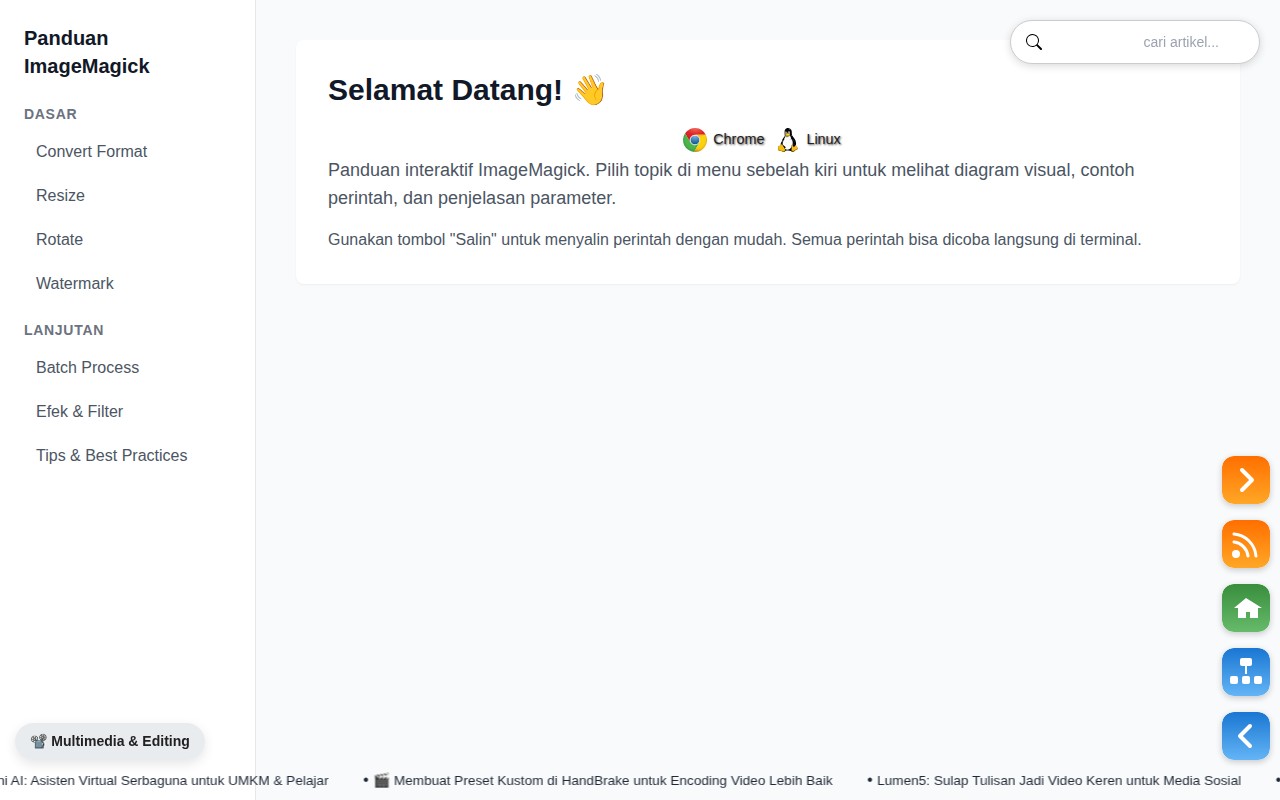 Panduan
ImageMagick
DASAR
Convert Format
Resize
Rotate
Watermark
LANJUTAN
Batch Process
Efek & Filter
Tips & Best Practices
📽️ Multimedia & Editing
cari artikel...
Selamat Datang! 👋
Chrome Linux
Panduan interaktif ImageMagick. Pilih topik di menu sebelah kiri untuk melihat diagram visual, contoh
perintah, dan penjelasan parameter.
Gunakan tombol "Salin" untuk menyalin perintah dengan mudah. Semua perintah bisa dicoba langsung di terminal.
AI: Asisten Virtual Serbaguna untuk UMKM & Pelajar • 🎬 Membuat Preset Kustom di HandBrake untuk Encoding Video Lebih Baik • Lumen5: Sulap Tulisan Jadi Video Keren untuk Media Sosial •